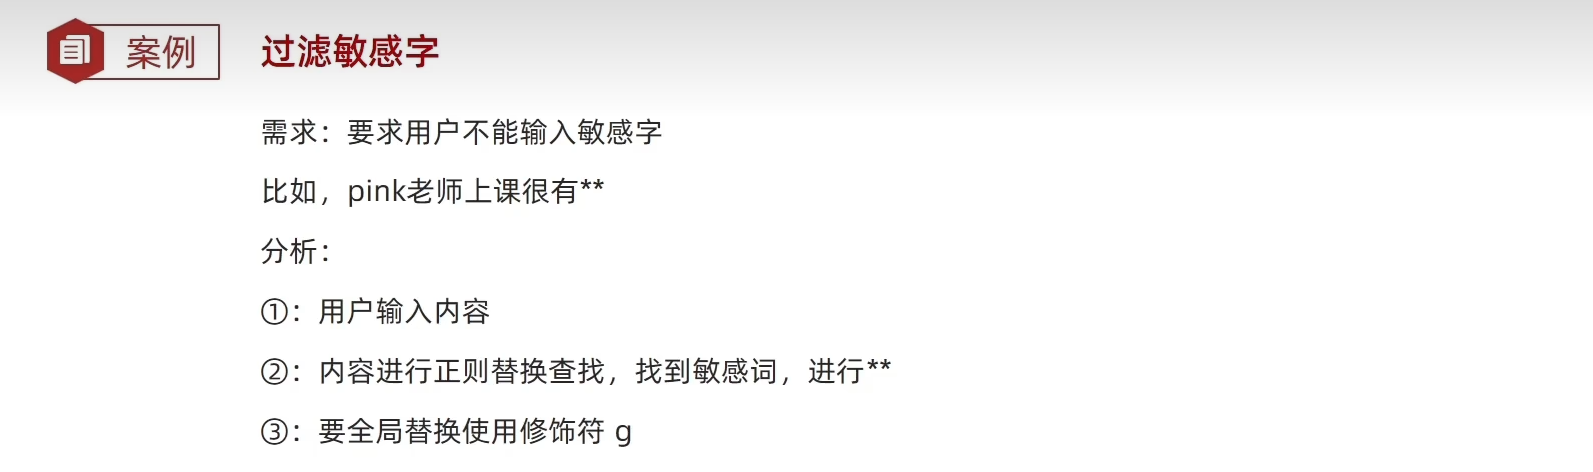 案例 过滤敏感字
需求：要求用户不能输入敏感字
比如，pink老师上课很有**
分析：
①：用户输入内容
②：内容进行正则替换查找，找到敏感词，进行**
③：要全局替换使用修饰符 g